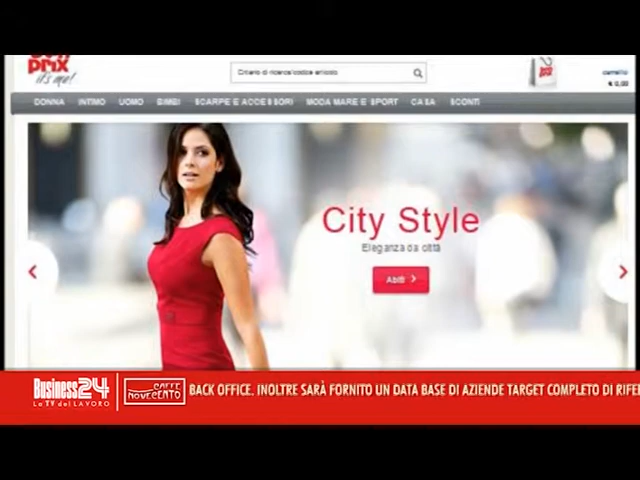 bon
prix
it's me!
Criterio di ricerca/codice articolo
carrello
€ 0,00
DONNA INTIMO UOMO BIMBI SCARPE E ACCESSORI MODA MARE E SPORT CASA SCONTI
City Style
Eleganza da città
Abiti
Business24
La TV del LAVORO
CAFFE
NOVECENTO
BACK OFFICE. INOLTRE SARÀ FORNITO UN DATA BASE DI AZIENDE TARGET COMPLETO DI RIFE